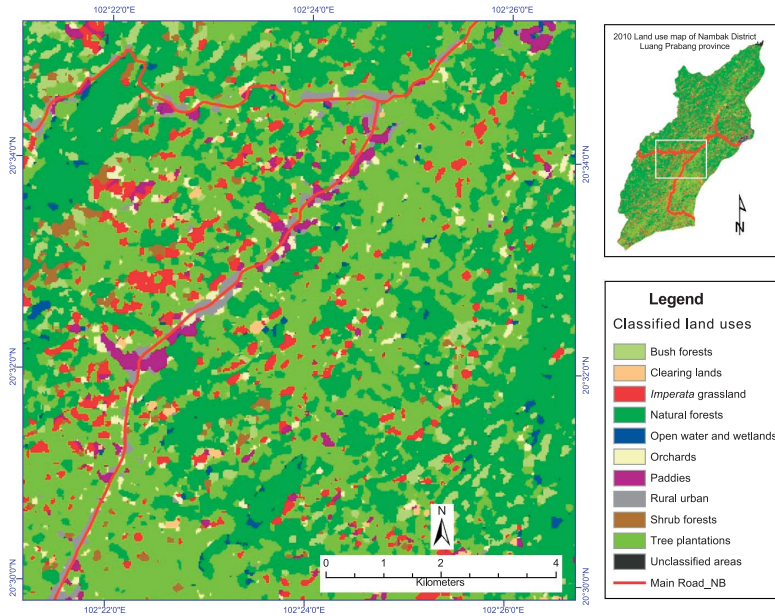 102°22'0"E
102°24'0"E
102°26'0"E
20°34'0"N
20°34'0"N
20°32'0"N
20°32'0"N
20°30'0"N
20°30'0"N
102°22'0"E
102°24'0"E
102°26'0"E
N
0 1 2 4
Kilometers
2010 Land use map of Nambak District
Luang Prabang province
N
Legend
Classified land uses
Bush forests
Clearing lands
Imperata grassland
Natural forests
Open water and wetlands
Orchards
Paddies
Rural urban
Shrub forests
Tree plantations
Unclassified areas
Main Road_NB